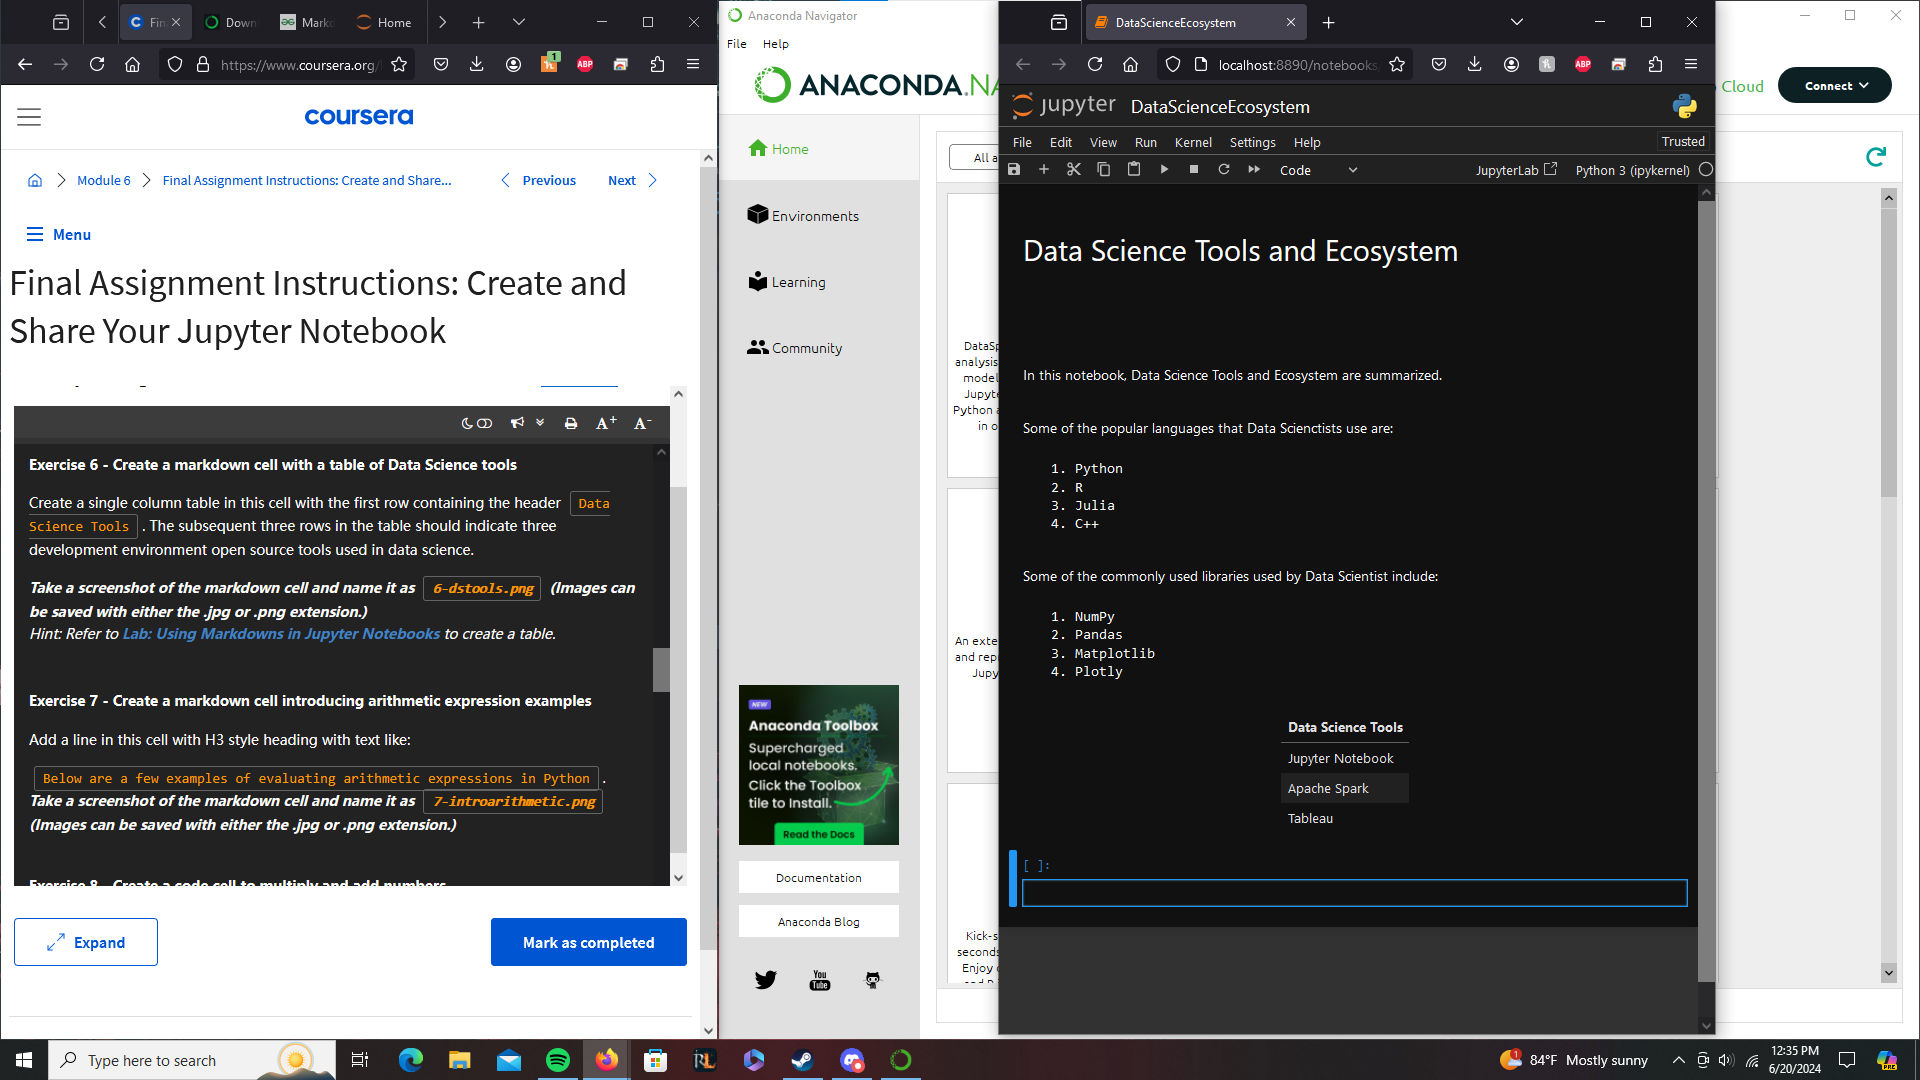 Fin
Down
Mark
Home
https://www.coursera.org/
1
ABP
coursera
Module 6
Final Assignment Instructions: Create and Share...
Previous
Next
Menu
Final Assignment Instructions: Create and
Share Your Jupyter Notebook
A+
A-
Exercise 6 - Create a markdown cell with a table of Data Science tools
Create a single column table in this cell with the first row containing the header Data
Science Tools . The subsequent three rows in the table should indicate three
development environment open source tools used in data science.
Take a screenshot of the markdown cell and name it as 6-dstools.png (Images can
be saved with either the .jpg or .png extension.)
Hint: Refer to Lab: Using Markdowns in Jupyter Notebooks to create a table.
Exercise 7 - Create a markdown cell introducing arithmetic expression examples
Add a line in this cell with H3 style heading with text like:
Below are a few examples of evaluating arithmetic expressions in Python .
Take a screenshot of the markdown cell and name it as 7-introarithmetic.png
(Images can be saved with either the .jpg or .png extension.)
Exercise 8 - Create a code cell to multiply and add numbers
Expand
Mark as completed
Anaconda Navigator
File
Help
ANACONDA.NA
Home
Environments
Learning
Community
NEW
Anaconda Toolbox
Supercharged
local notebooks.
Click the Toolbox
tile to Install.
Read the Docs
Documentation
Anaconda Blog
You
Tube
All a
DataSp
analysis
model
Jupyte
Python a
in o
An exte
and rep
Jupy
Kick-s
seconds
Enjoy
Cloud
Connect
DataScienceEcosystem
localhost:8890/notebooks/
ABP
jupyter
DataScienceEcosystem
File
Edit
View
Run
Kernel
Settings
Help
Trusted
Code
JupyterLab
Python 3 (ipykernel)
Data Science Tools and Ecosystem
In this notebook, Data Science Tools and Ecosystem are summarized.
Some of the popular languages that Data Scienctists use are:
1. Python
2. R
3. Julia
4. C++
Some of the commonly used libraries used by Data Scientist include:
1. NumPy
2. Pandas
3. Matplotlib
4. Plotly
Data Science Tools
Jupyter Notebook
Apache Spark
Tableau
[ ]:
Type here to search
RL
1
84°F Mostly sunny
12:35 PM
6/20/2024
PRE